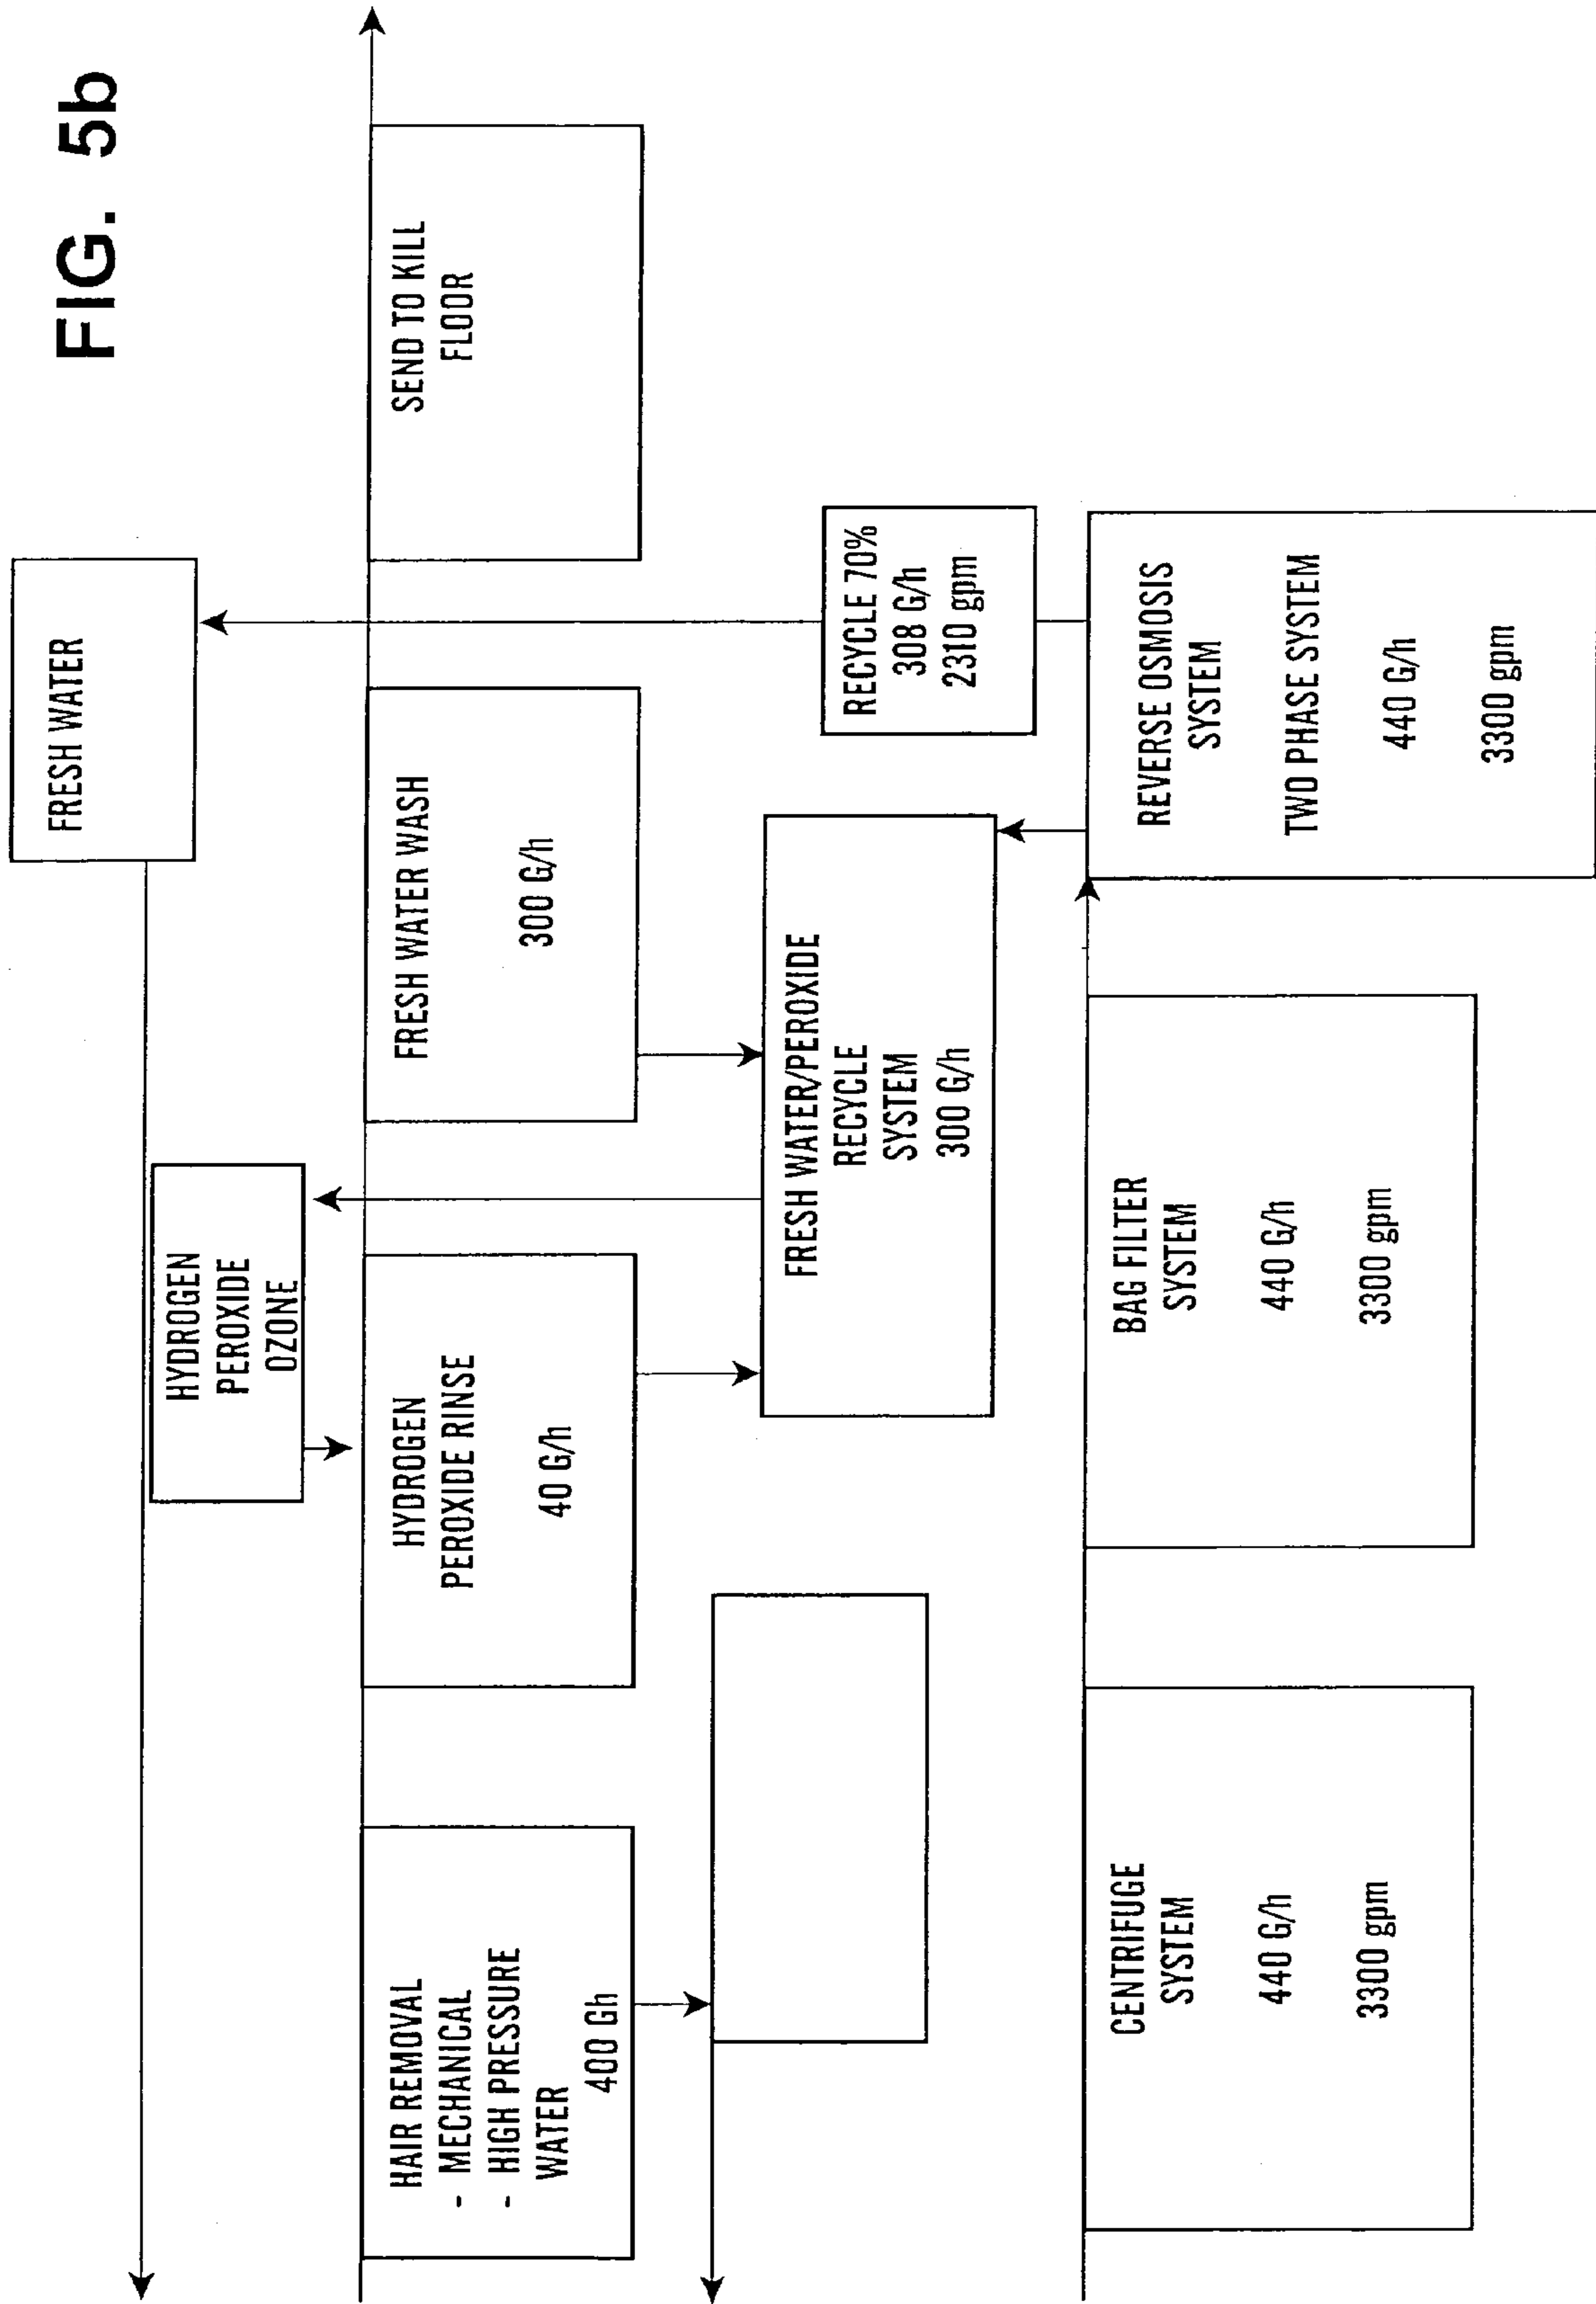 FIG. 5b
FRESH WATER
HYDROGEN
PEROXIDE
OZONE
HAIR REMOVAL
- MECHANICAL
- HIGH PRESSURE
WATER
400 Gh
HYDROGEN
PEROXIDE RINSE
40 G/h
FRESH WATER WASH
300 G/h
SEND TO KILL
FLOOR
FRESH WATER/PEROXIDE
RECYCLE
SYSTEM
300 G/h
RECYCLE 70%
308 G/h
2310 gpm
CENTRIFUGE
SYSTEM
440 G/h
3300 gpm
BAG FILTER
SYSTEM
440 G/h
3300 gpm
REVERSE OSMOSIS
SYSTEM
TWO PHASE SYSTEM
440 G/h
3300 gpm